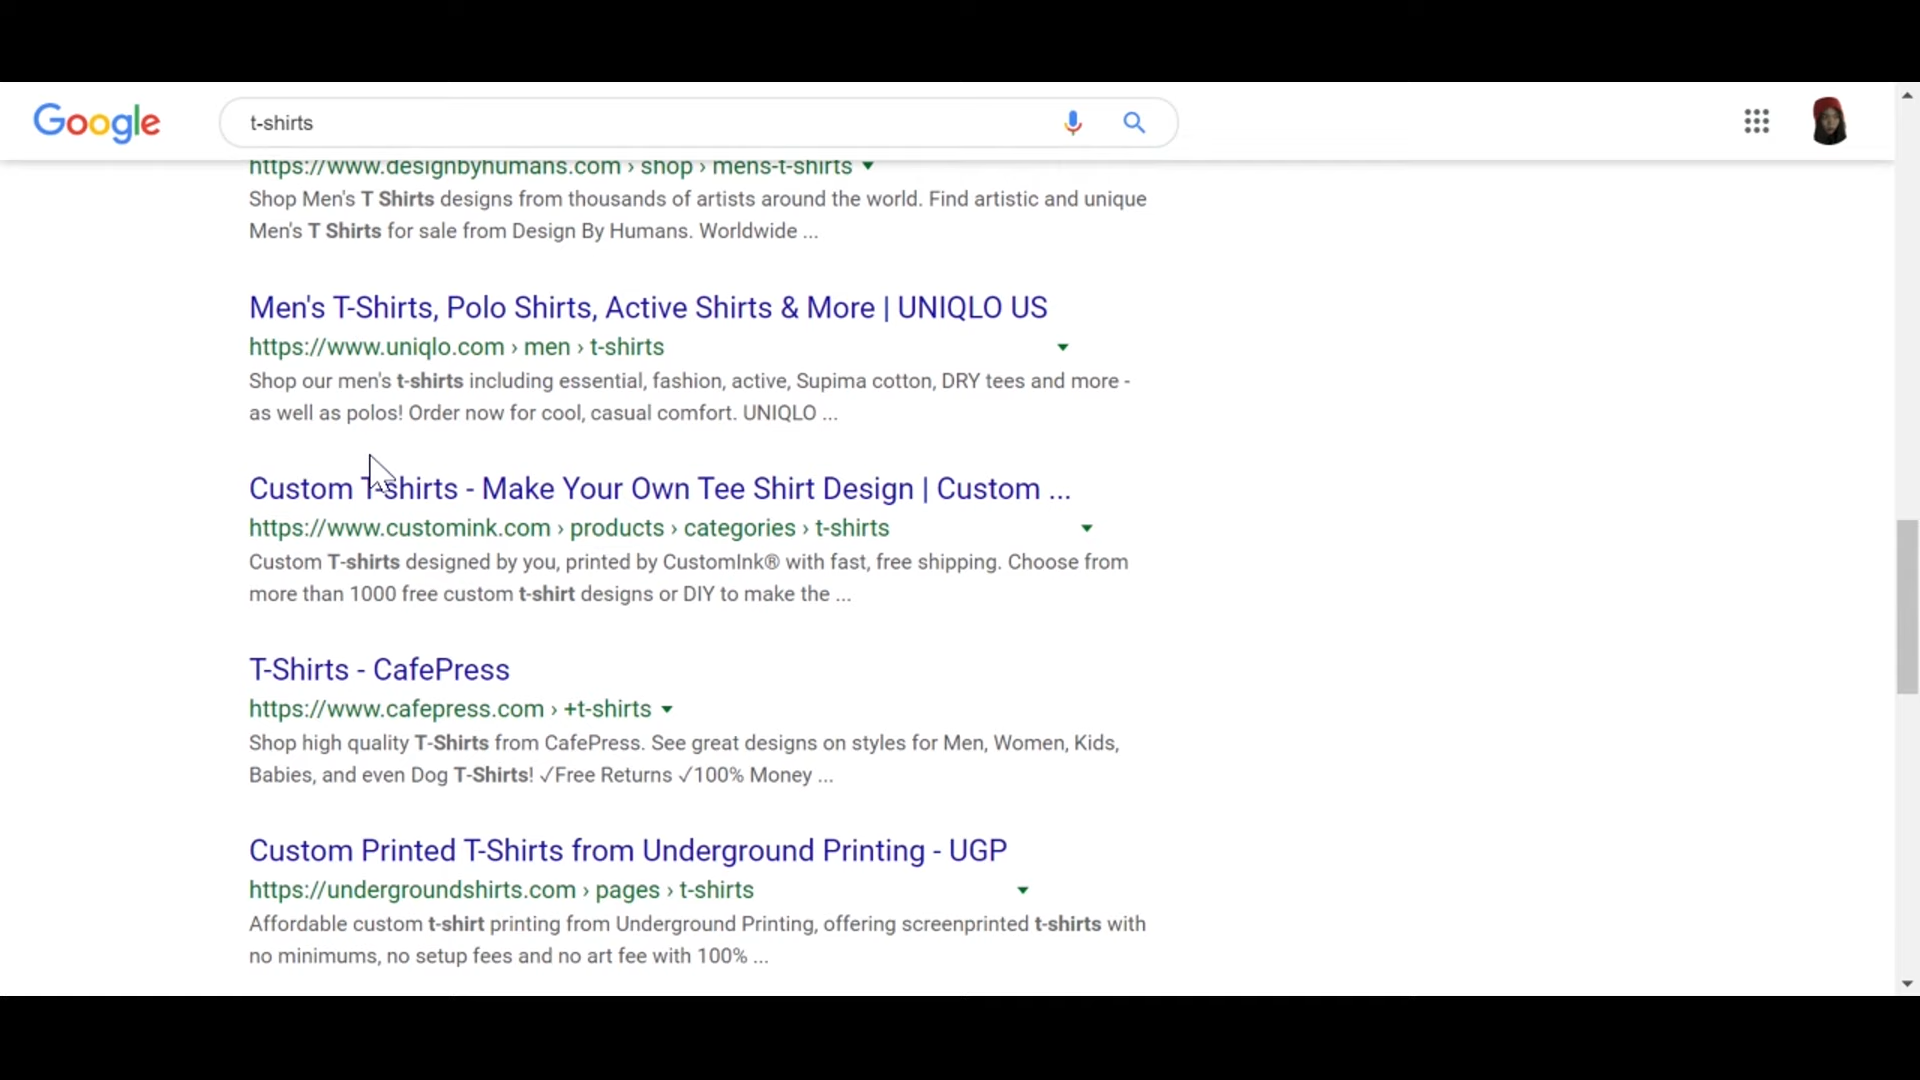 Google
t-shirts
https://www.designbyhumans.com › shop › mens-t-shirts
Shop Men's T Shirts designs from thousands of artists around the world. Find artistic and unique
Men's T Shirts for sale from Design By Humans. Worldwide ...
Men's T-Shirts, Polo Shirts, Active Shirts & More | UNIQLO US
https://www.uniqlo.com › men › t-shirts
Shop our men's t-shirts including essential, fashion, active, Supima cotton, DRY tees and more -
as well as polos! Order now for cool, casual comfort. UNIQLO ...
Custom T-shirts - Make Your Own Tee Shirt Design | Custom ...
https://www.customink.com › products › categories › t-shirts
Custom T-shirts designed by you, printed by CustomInk® with fast, free shipping. Choose from
more than 1000 free custom t-shirt designs or DIY to make the ...
T-Shirts - CafePress
https://www.cafepress.com › +t-shirts
Shop high quality T-Shirts from CafePress. See great designs on styles for Men, Women, Kids,
Babies, and even Dog T-Shirts! ✓Free Returns ✓100% Money ...
Custom Printed T-Shirts from Underground Printing - UGP
https://undergroundshirts.com › pages › t-shirts
Affordable custom t-shirt printing from Underground Printing, offering screenprinted t-shirts with
no minimums, no setup fees and no art fee with 100% ...